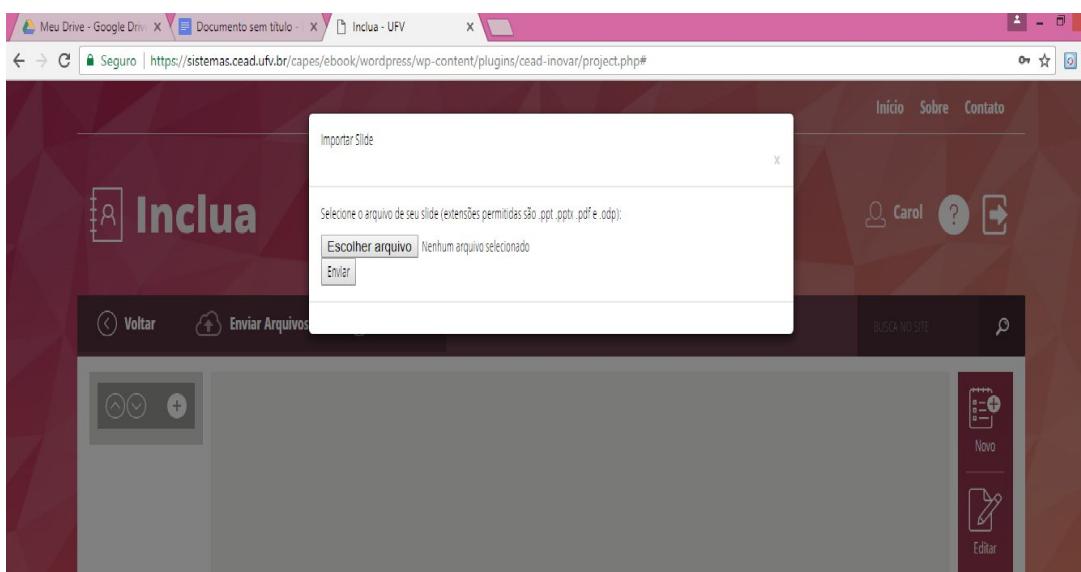 Meu Drive - Google Driv
Documento sem título -
Inclua - UFV
Seguro | https://sistemas.cead.ufv.br/capes/ebook/wordpress/wp-content/plugins/cead-inovar/project.php#
Início Sobre Contato
Importar Slide
x
Inclua
Carol ?
Selecione o arquivo de seu slide (extensões permitidas são .ppt .pptx .pdf e .odp):
Escolher arquivo Nenhum arquivo selecionado
Enviar
Voltar Enviar Arquivos BUSCA NO SITE
Novo
Editar